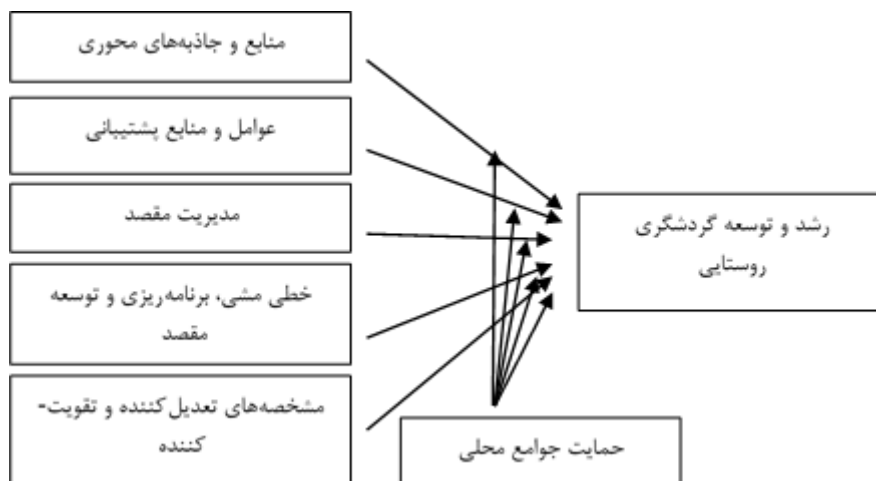 منابع و جاذبه‌های محوری
عوامل و منابع پشتیبانی
مدیریت مقصد
خطی مشی، برنامه‌ریزی و توسعه
مقصد
مشخصه‌های تعدیل‌کننده و تقویت-
کننده
رشد و توسعه گردشگری
روستایی
حمایت جوامع محلی